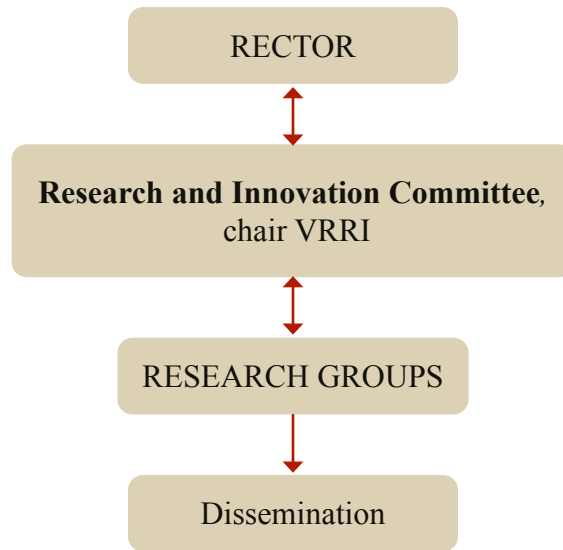 RECTOR
Research and Innovation Committee,
chair VRRI
RESEARCH GROUPS
Dissemination